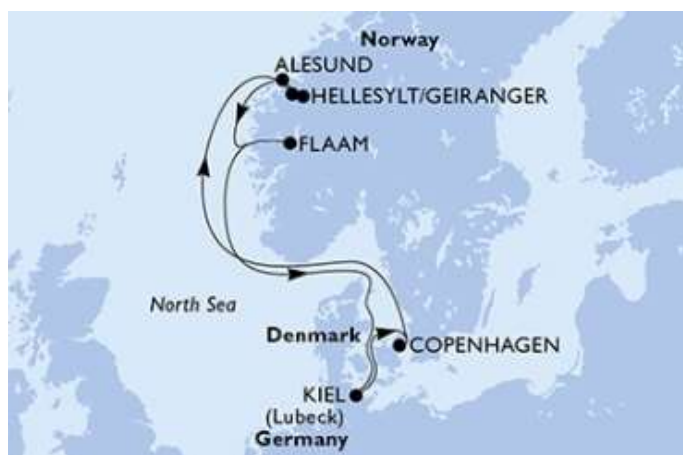 Norway
ALESUND
HELLESYLT/GEIRANGER
FLAAM
North Sea
Denmark
COPENHAGEN
KIEL
(Lubeck)
Germany